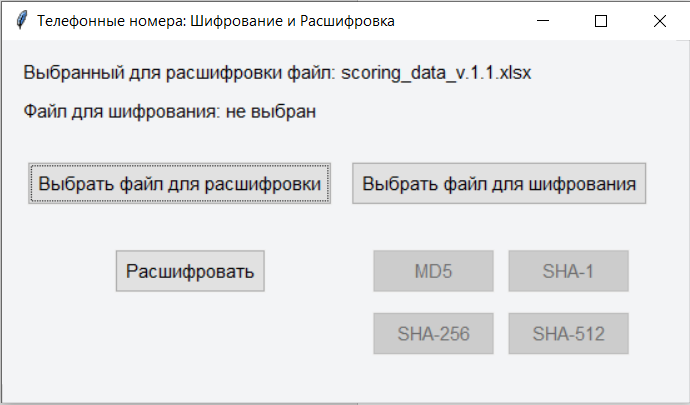 Телефонные номера: Шифрование и Расшифровка
Выбранный для расшифровки файл: scoring_data_v.1.1.xlsx
Файл для шифрования: не выбран
Выбрать файл для расшифровки
Выбрать файл для шифрования
Расшифровать
MD5
SHA-1
SHA-256
SHA-512